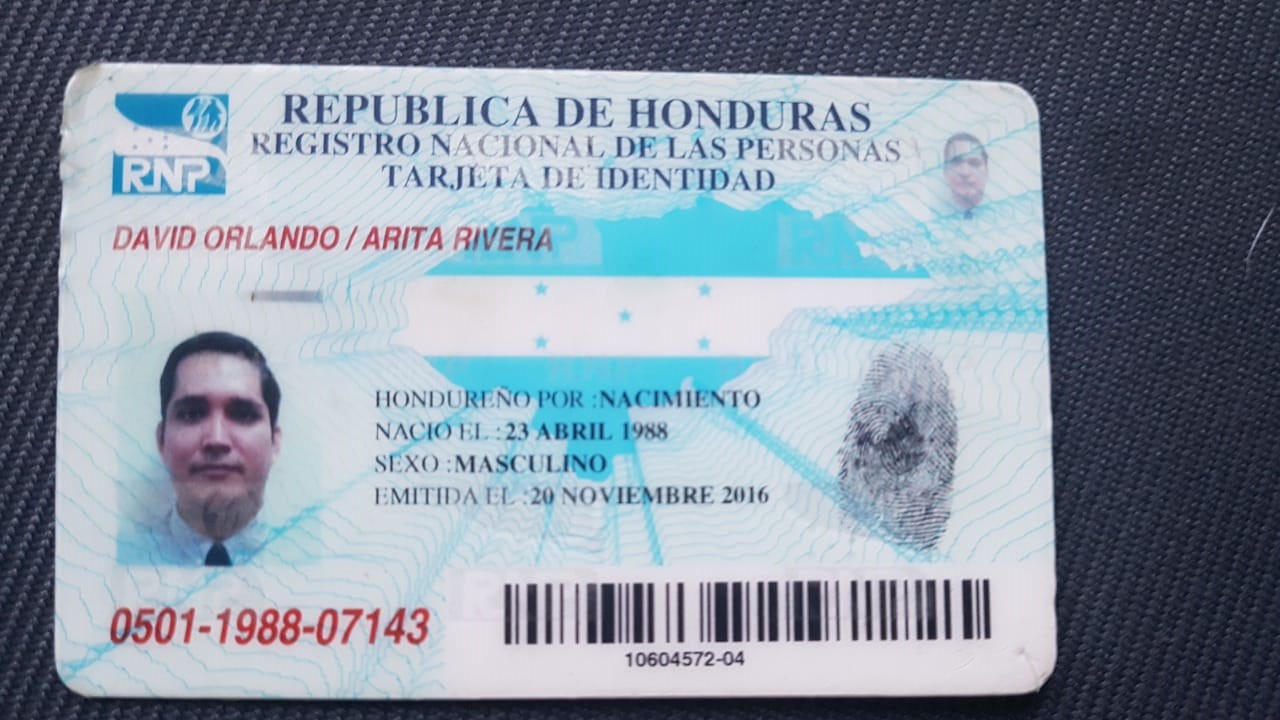 RNP
REPUBLICA DE HONDURAS
REGISTRO NACIONAL DE LAS PERSONAS
TARJETA DE IDENTIDAD
DAVID ORLANDO / ARITA RIVERA
HONDUREÑO POR :NACIMIENTO
NACIO EL :23 ABRIL 1988
SEXO :MASCULINO
EMITIDA EL :20 NOVIEMBRE 2016
0501-1988-07143
10604572-04